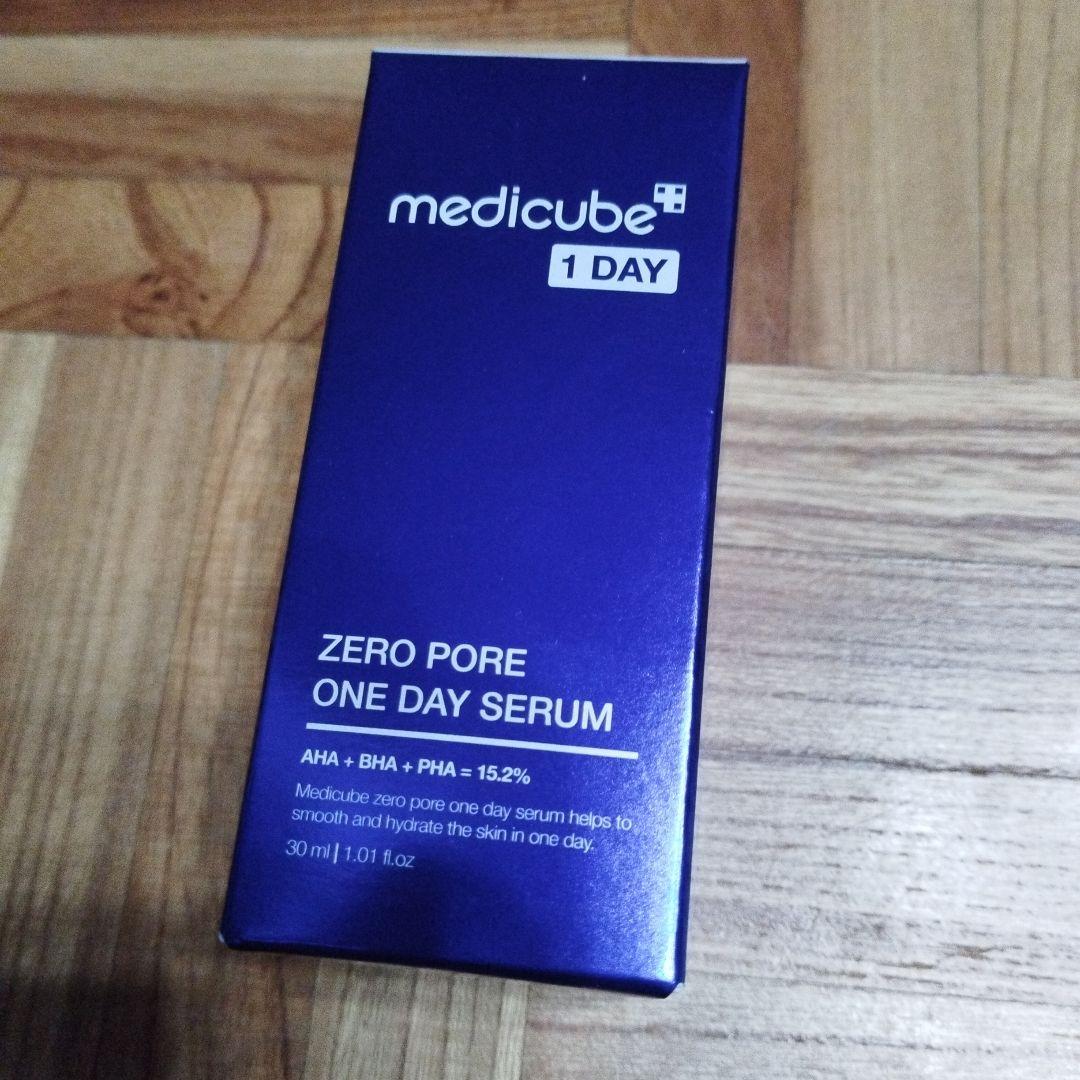 medicube
1 DAY
ZERO PORE
ONE DAY SERUM
AHA + BHA + PHA = 15.2%
Medicube zero pore one day serum helps to
smooth and hydrate the skin in one day.
30 ml | 1.01 fl.oz